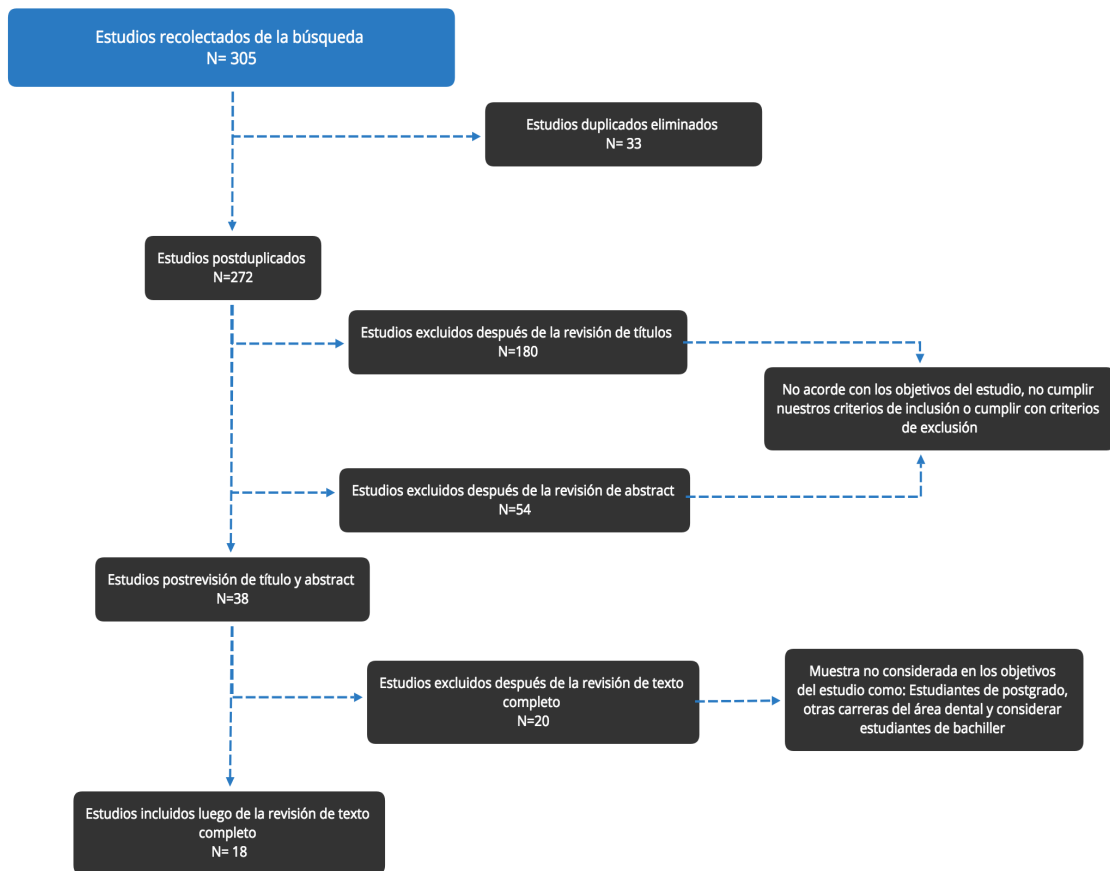 Estudios recolectados de la búsqueda
N= 305
Estudios duplicados eliminados
N= 33
Estudios postduplicados
N=272
Estudios excluidos después de la revisión de títulos
N=180
No acorde con los objetivos del estudio, no cumplir
nuestros criterios de inclusión o cumplir con criterios
de exclusión
Estudios excluidos después de la revisión de abstract
N=54
Estudios postrevisión de título y abstract
N=38
Estudios excluidos después de la revisión de texto
completo
N=20
Muestra no considerada en los objetivos
del estudio como: Estudiantes de postgrado,
otras carreras del área dental y considerar
estudiantes de bachiller
Estudios incluidos luego de la revisión de texto
completo
N= 18